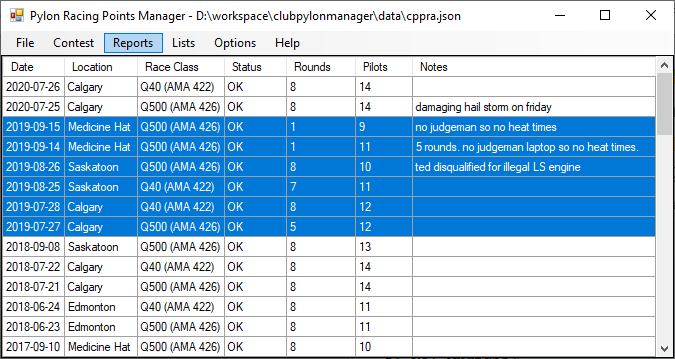 Pylon Racing Points Manager - D:\workspace\clubpylonmanager\data\cppra.json
File Contest Reports Lists Options Help
Date Location Race Class Status Rounds Pilots Notes
2020-07-26 Calgary Q40 (AMA 422) OK 8 14
2020-07-25 Calgary Q500 (AMA 426) OK 8 14 damaging hail storm on friday
2019-09-15 Medicine Hat Q500 (AMA 426) OK 1 9 no judgeman so no heat times
2019-09-14 Medicine Hat Q500 (AMA 426) OK 1 11 5 rounds. no judgeman laptop so no heat times.
2019-08-26 Saskatoon Q500 (AMA 426) OK 8 10 ted disqualified for illegal LS engine
2019-08-25 Saskatoon Q40 (AMA 422) OK 7 11
2019-07-28 Calgary Q40 (AMA 422) OK 8 12
2019-07-27 Calgary Q500 (AMA 426) OK 5 12
2018-09-08 Saskatoon Q500 (AMA 426) OK 8 13
2018-07-22 Calgary Q40 (AMA 422) OK 8 14
2018-07-21 Calgary Q500 (AMA 426) OK 8 14
2018-06-24 Edmonton Q40 (AMA 422) OK 8 11
2018-06-23 Edmonton Q500 (AMA 426) OK 8 11
2017-09-10 Medicine Hat Q500 (AMA 426) OK 8 10